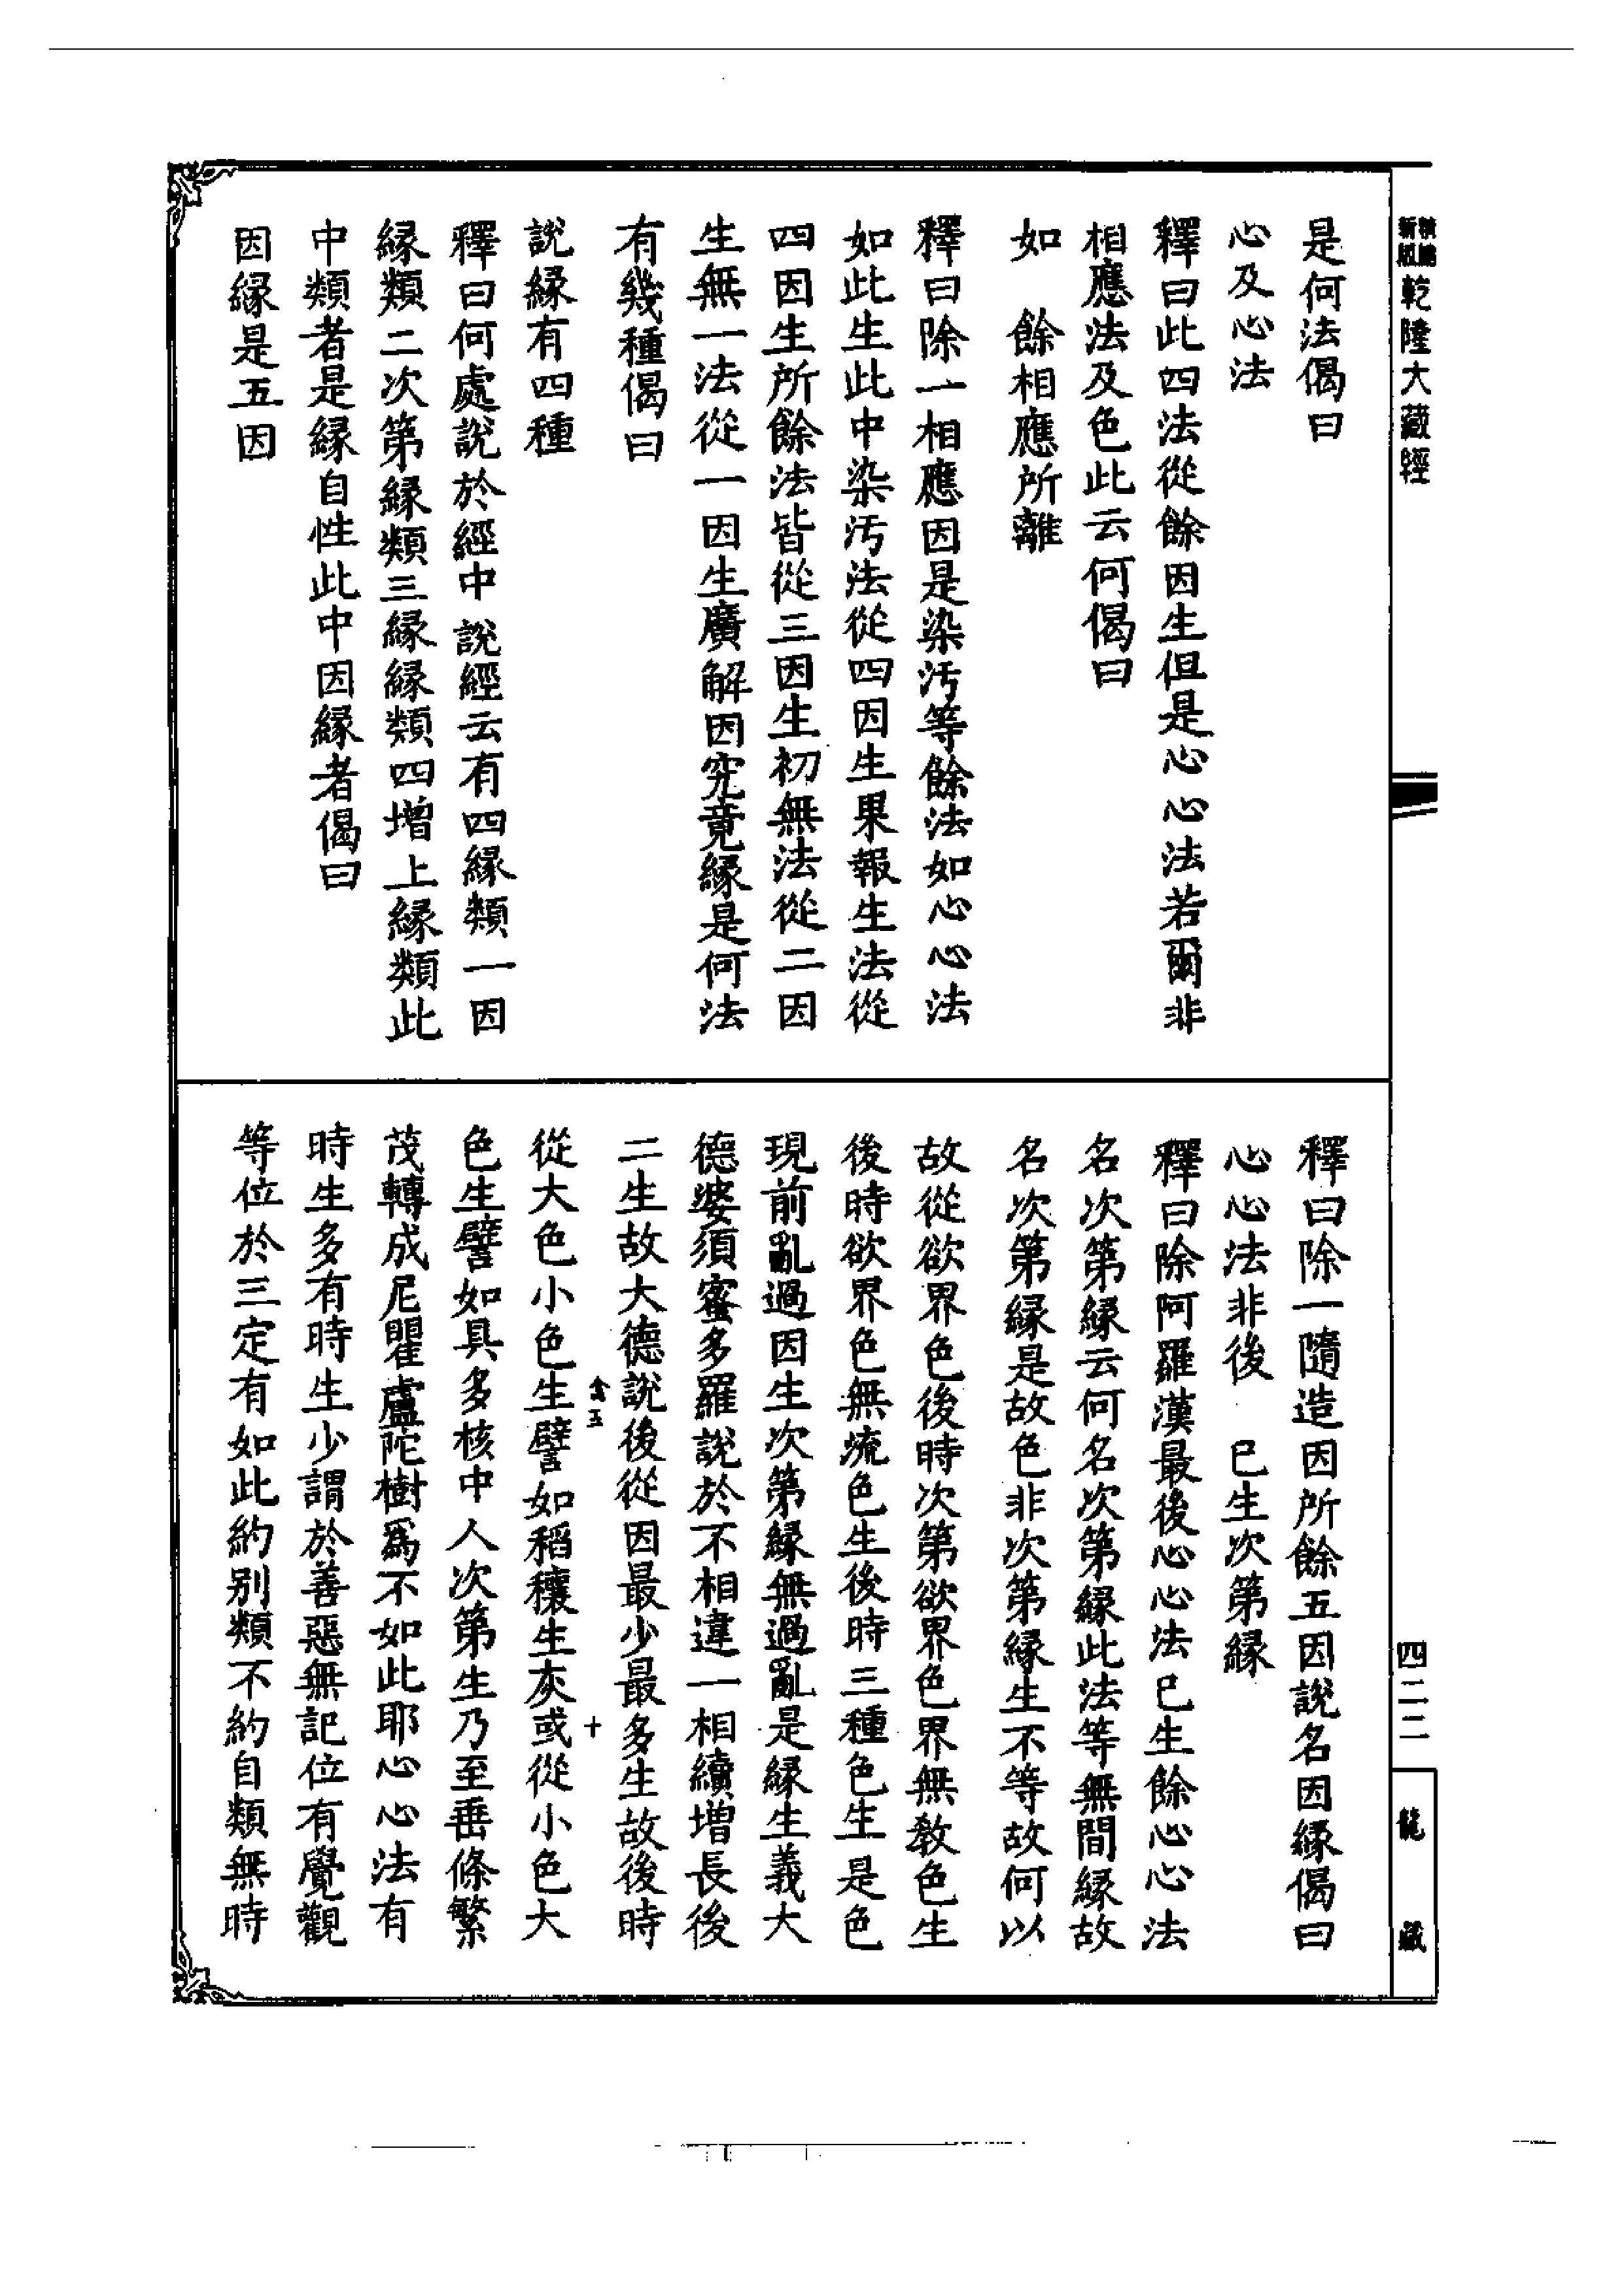 乾隆大藏經
是何法偈曰
心及心法
釋曰此四法從餘因生但是心心法若爾非
相應法及色此云何偈曰
如　餘相應所離
釋曰除一相應因是染汚等餘法如心心法
如此生此中染汚法從四因生果報生法從
四因生所餘法皆從三因生初無法從二因
生無一法從一因生廣解因究竟緣是何法
有幾種偈曰
說緣有四種
釋曰何處說於經中說經云有四緣類一因
緣類二次第緣類三緣緣類四增上緣類此
中類者是緣自性此中因緣者偈曰
因緣是五因
釋曰除一隨造因所餘五因說名因緣偈曰
心心法非後　已生次第緣
釋曰除阿羅漢最後心心法已生餘心心法
名次第緣云何名次第緣此法等無間緣故
名次第緣是故色非次第緣生不等故何以
故從欲界色後時次第欲界色界無教色生
後時欲界色無流色生後時三種色生是色
現前亂過因生次第緣無過亂是緣生義大
德婆須蜜多羅說於不相違一相續增長後
二生故大德說後從因最少最多生故後時
從大色小色生譬如稻穰生灰或從小色大
色生譬如具多核中人次第生乃至垂條繁
茂轉成尼瞿盧陀樹爲不如此耶心心法有
時生多有時生少謂於善惡無記位有覺觀
等位於三定有如此約別類不約自類無時
四二二
龍藏